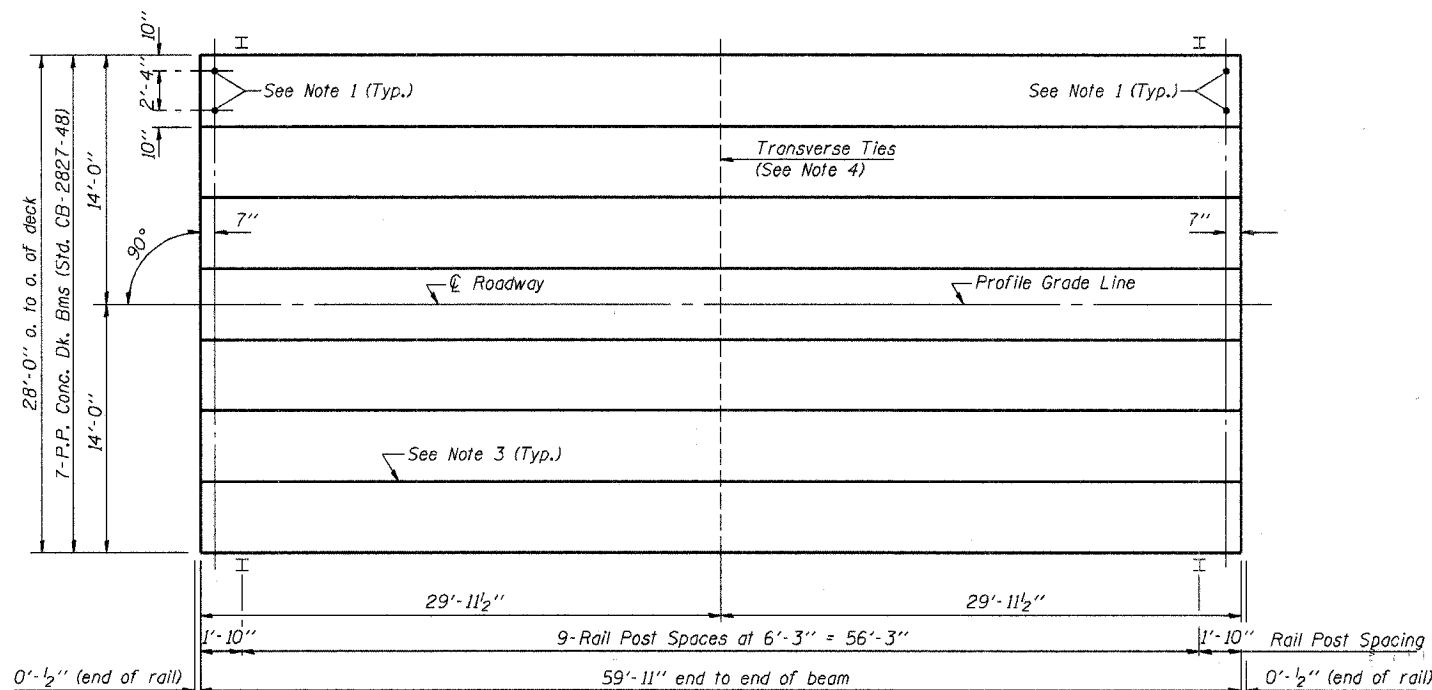 10"
2'-4"
10"
See Note 1 (Typ.)
See Note 1 (Typ.)
Transverse Ties
(See Note 4)
28'-0" o. to o. of deck
7-P.P. Conc. Dk. Bms (Std. CB-2827-48)
14'-0"
14'-0"
90°
7"
7"
℄ Roadway
Profile Grade Line
See Note 3 (Typ.)
29'-11½"
29'-11½"
1'-10"
9-Rail Post Spaces at 6'-3" = 56'-3"
1'-10"
Rail Post Spacing
0'-½" (end of rail)
59'-11" end to end of beam
0'-½" (end of rail)